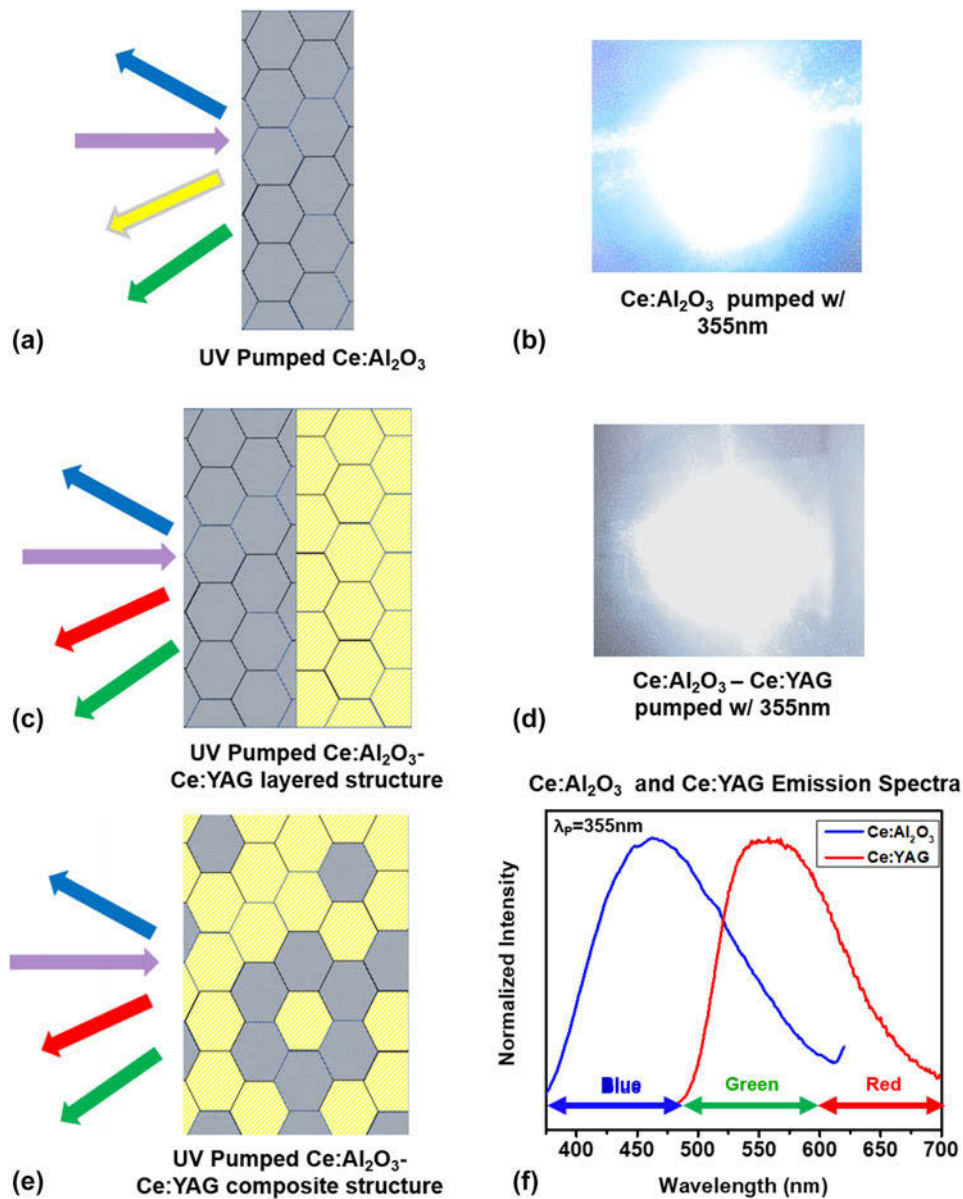 (a)
UV Pumped Ce:Al₂O₃
(b)
Ce:Al₂O₃ pumped w/
355nm
(c)
UV Pumped Ce:Al₂O₃-
Ce:YAG layered structure
(d)
Ce:Al₂O₃ – Ce:YAG
pumped w/ 355nm
(e)
UV Pumped Ce:Al₂O₃-
Ce:YAG composite structure
Ce:Al₂O₃ and Ce:YAG Emission Spectra
λP=355nm
Ce:Al₂O₃
Ce:YAG
Normalized Intensity
Blue
Green
Red
400 450 500 550 600 650 700
Wavelength (nm)
(f)